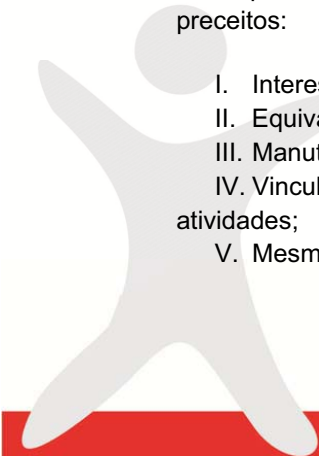 preceitos:
I. Interes
II. Equiva
III. Manut
IV. Vincul
atividades;
V. Mesm